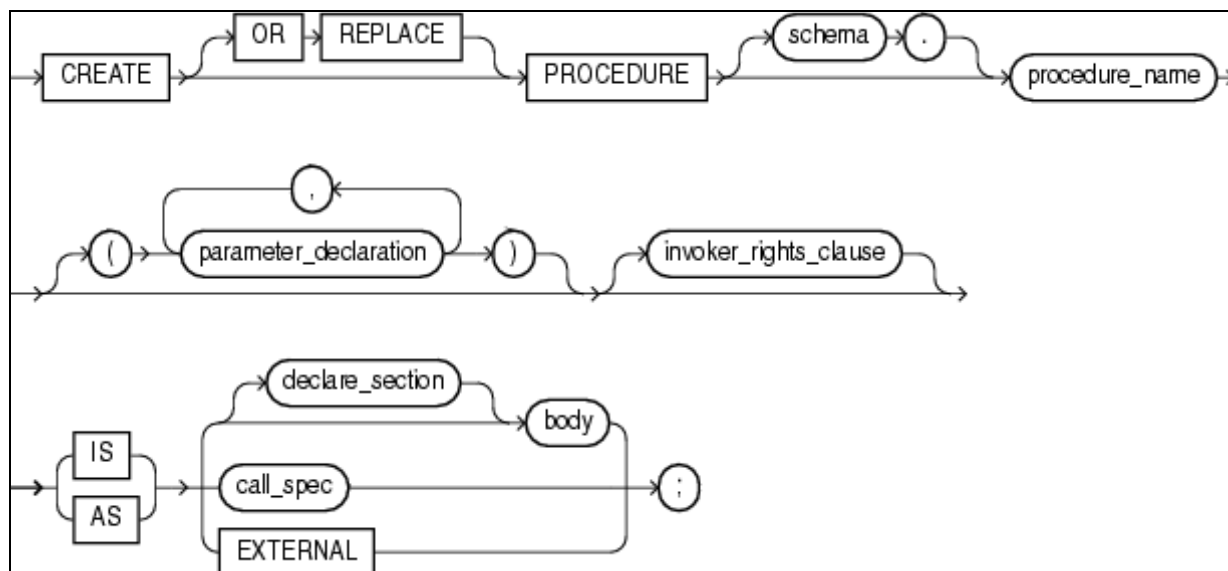 OR REPLACE schema .
CREATE PROCEDURE procedure_name
,
( parameter_declaration ) invoker_rights_clause
declare_section
body
IS
call_spec ;
AS
EXTERNAL